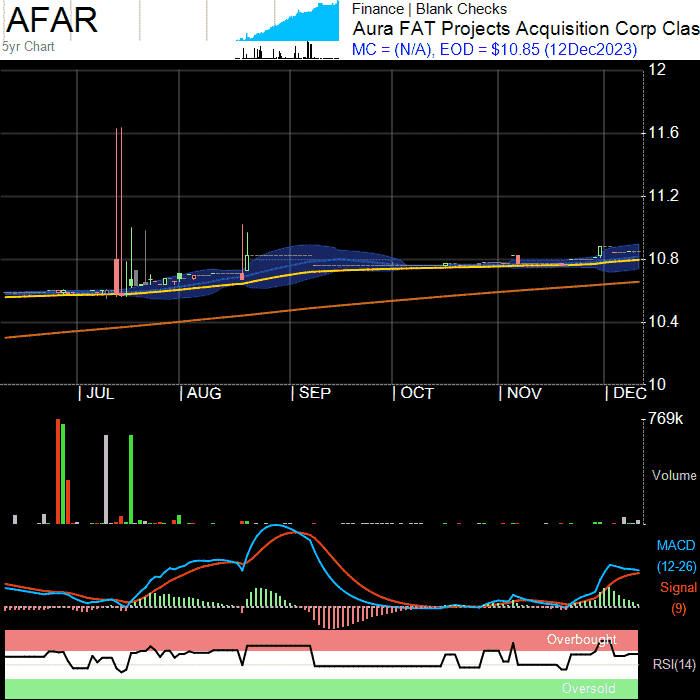 AFAR
5yr Chart
Finance | Blank Checks
Aura FAT Projects Acquisition Corp Clas
MC = (N/A), EOD = $10.85 (12Dec2023)
12
11.6
11.2
10.8
10.4
10
| JUL | AUG | SEP | OCT | NOV | DEC
769k
Volume
MACD
(12-26)
Signal
(9)
Overbought
RSI(14)
Oversold